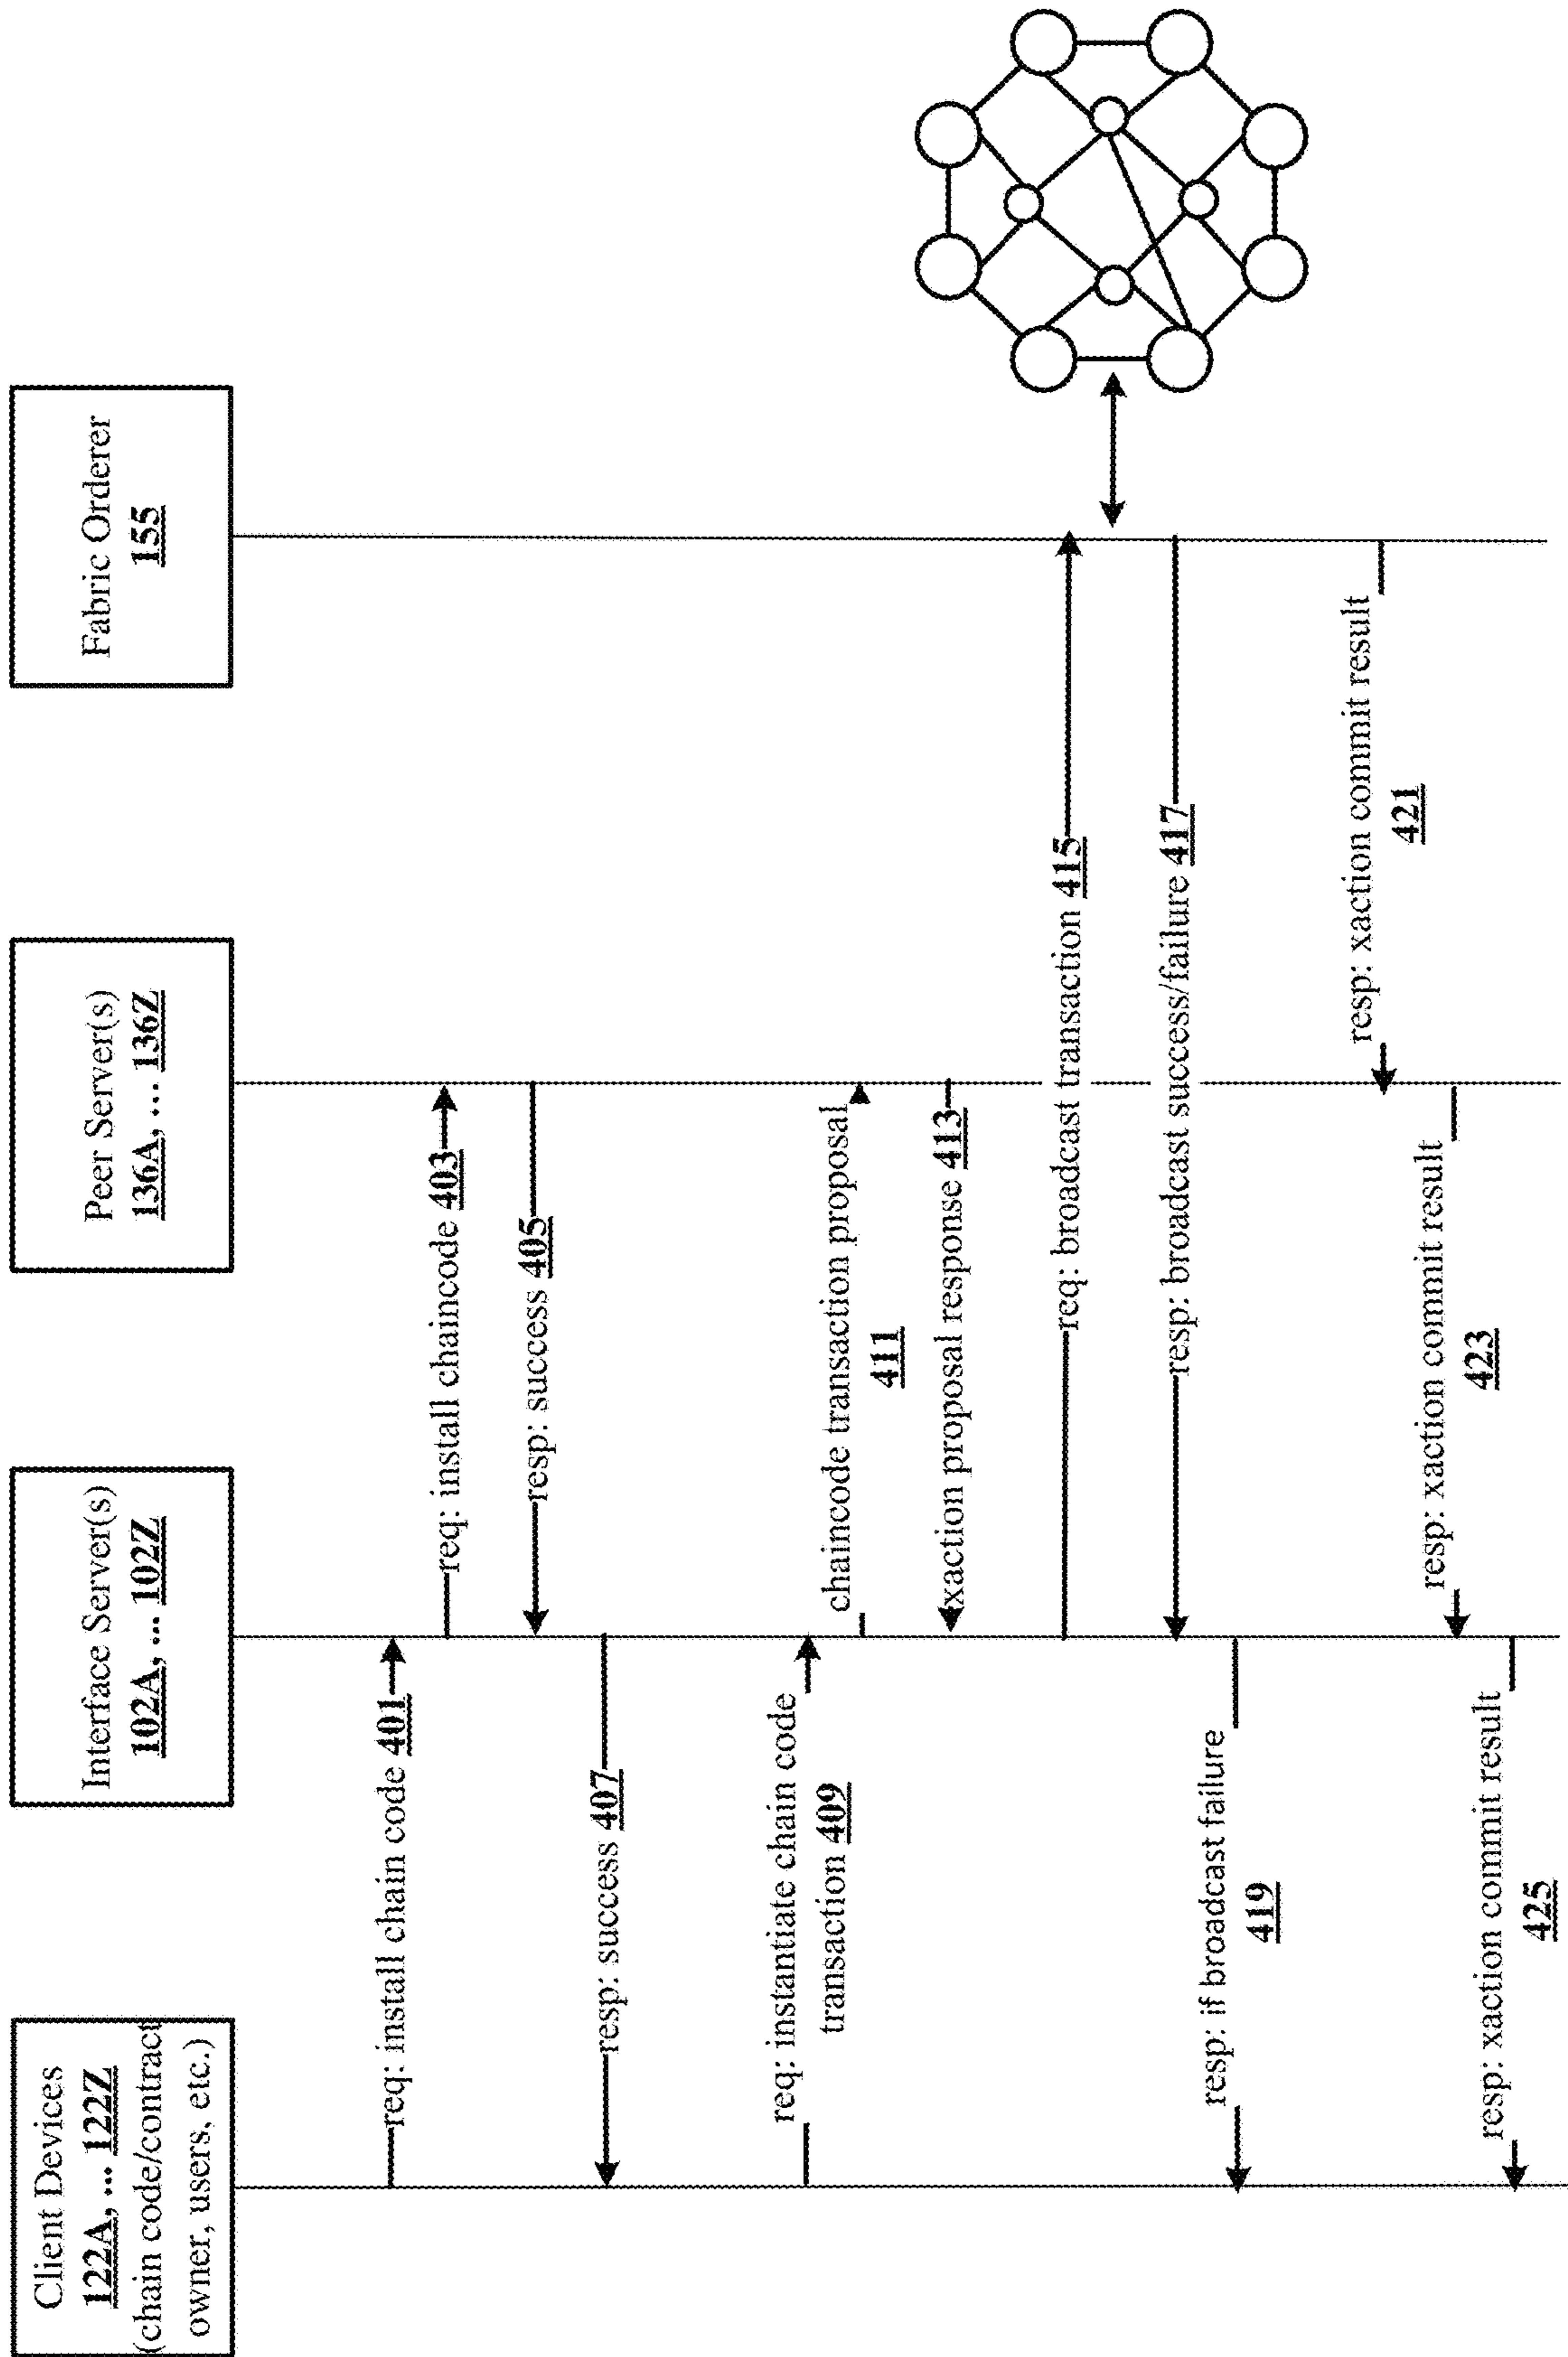 Client Devices
122A, ... 122Z
(chain code/contract
owner, users, etc.)
Interface Server(s)
102A, ... 102Z
Peer Server(s)
136A, ... 136Z
Fabric Orderer
155
req: install chain code 401
req: install chaincode 403
resp: success 405
resp: success 407
req: instantiate chain code
transaction 409
chaincode transaction proposal
411
xaction proposal response 413
req: broadcast transaction 415
resp: broadcast success/failure 417
resp: if broadcast failure
419
resp: xaction commit result
421
resp: xaction commit result
423
resp: xaction commit result
425